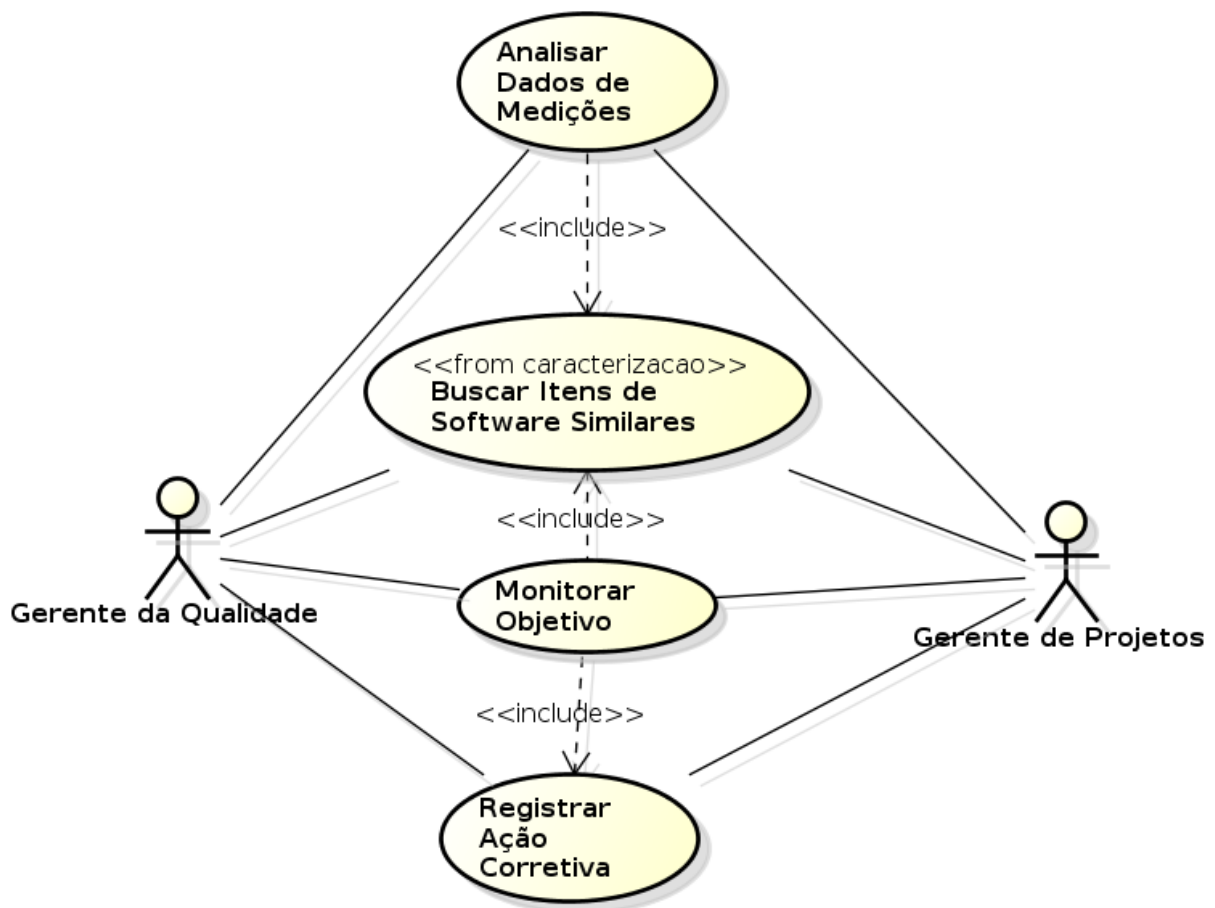 Analisar
Dados de
Medições
<<include>>
<<from caracterizacao>>
Buscar Itens de
Software Similares
<<include>>
Monitorar
Objetivo
Gerente da Qualidade
Gerente de Projetos
<<include>>
Registrar
Ação
Corretiva